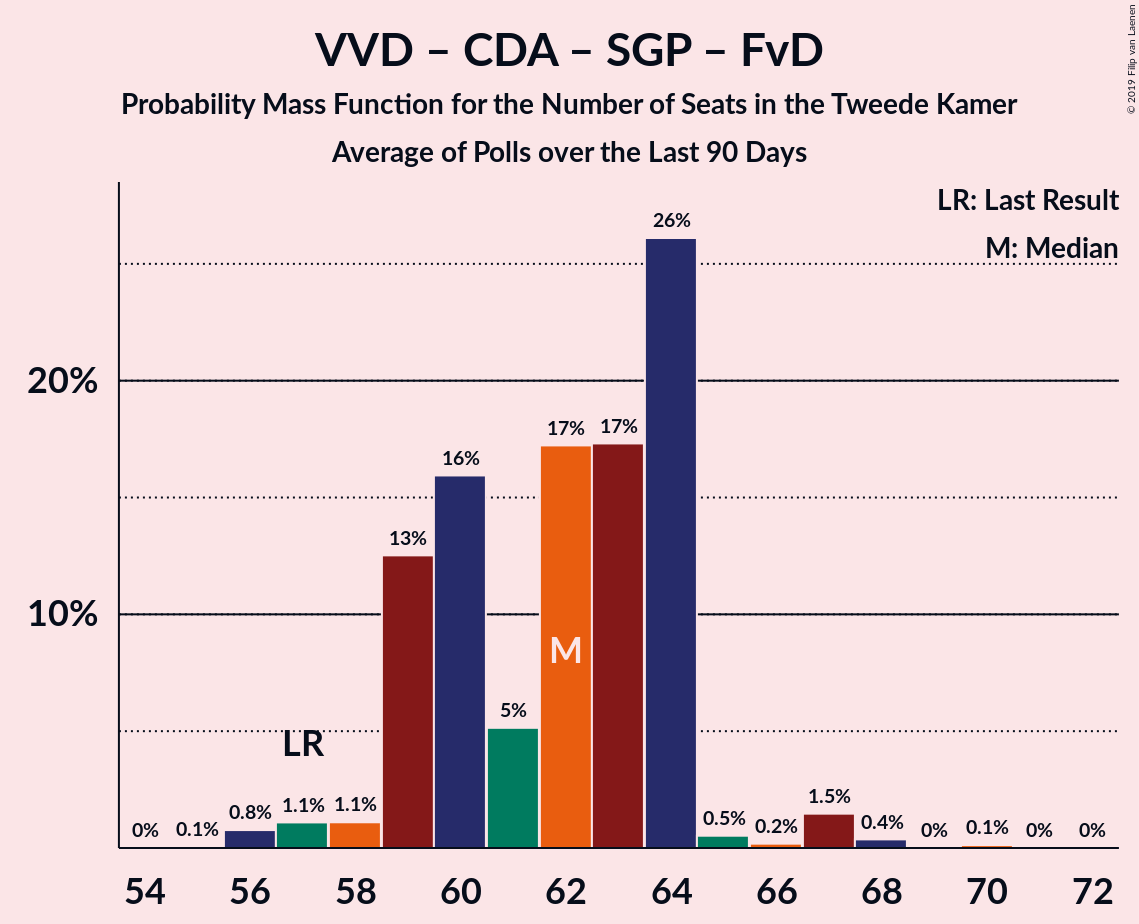 VVD – CDA – SGP – FvD
Probability Mass Function for the Number of Seats in the Tweede Kamer
Average of Polls over the Last 90 Days
© 2019 Filip van Laenen
LR: Last Result
M: Median
26%
20%
17% 17%
16%
13%
10%
M
5%
LR
0% 0.1% 0.8% 1.1% 1.1% 0.5% 0.2% 1.5% 0.4% 0% 0.1% 0% 0%
54 56 58 60 62 64 66 68 70 72